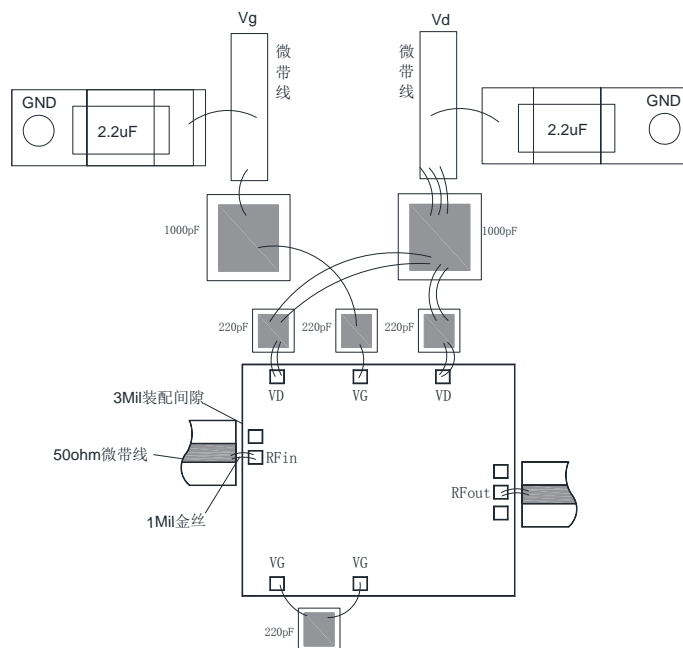 Vg
Vd
微带线
微带线
GND
2.2uF
2.2uF
GND
1000pF
1000pF
220pF
220pF
220pF
3Mil装配间隙
VD
VG
VD
50ohm微带线
RFin
RFout
1Mil金丝
VG
VG
220pF